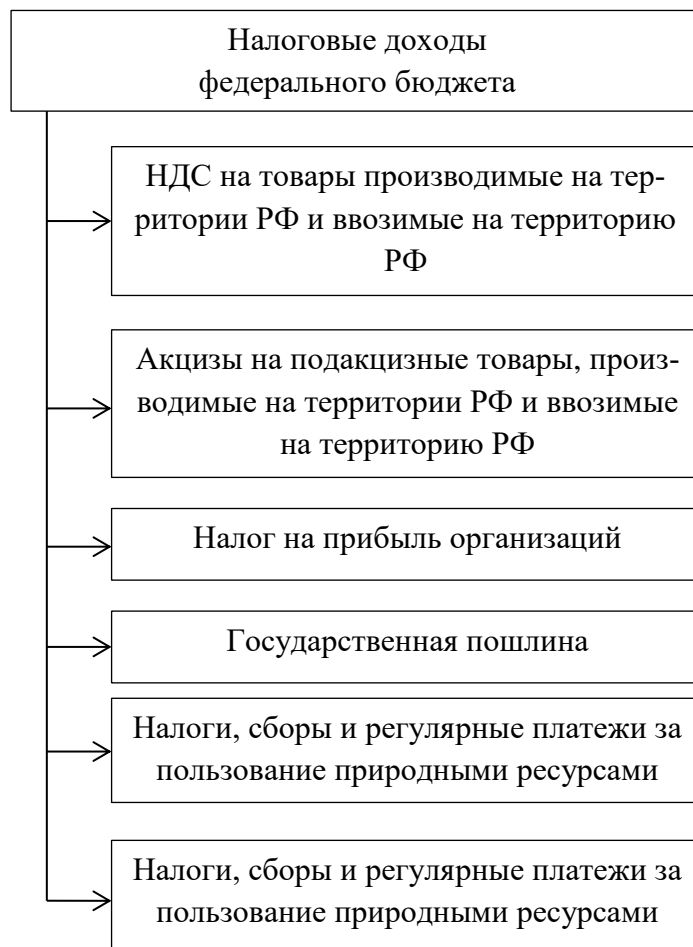 Налоговые доходы
федерального бюджета
НДС на товары производимые на тер-
ритории РФ и ввозимые на территорию
РФ
Акцизы на подакцизные товары, произ-
водимые на территории РФ и ввозимые
на территорию РФ
Налог на прибыль организаций
Государственная пошлина
Налоги, сборы и регулярные платежи за
пользование природными ресурсами
Налоги, сборы и регулярные платежи за
пользование природными ресурсами